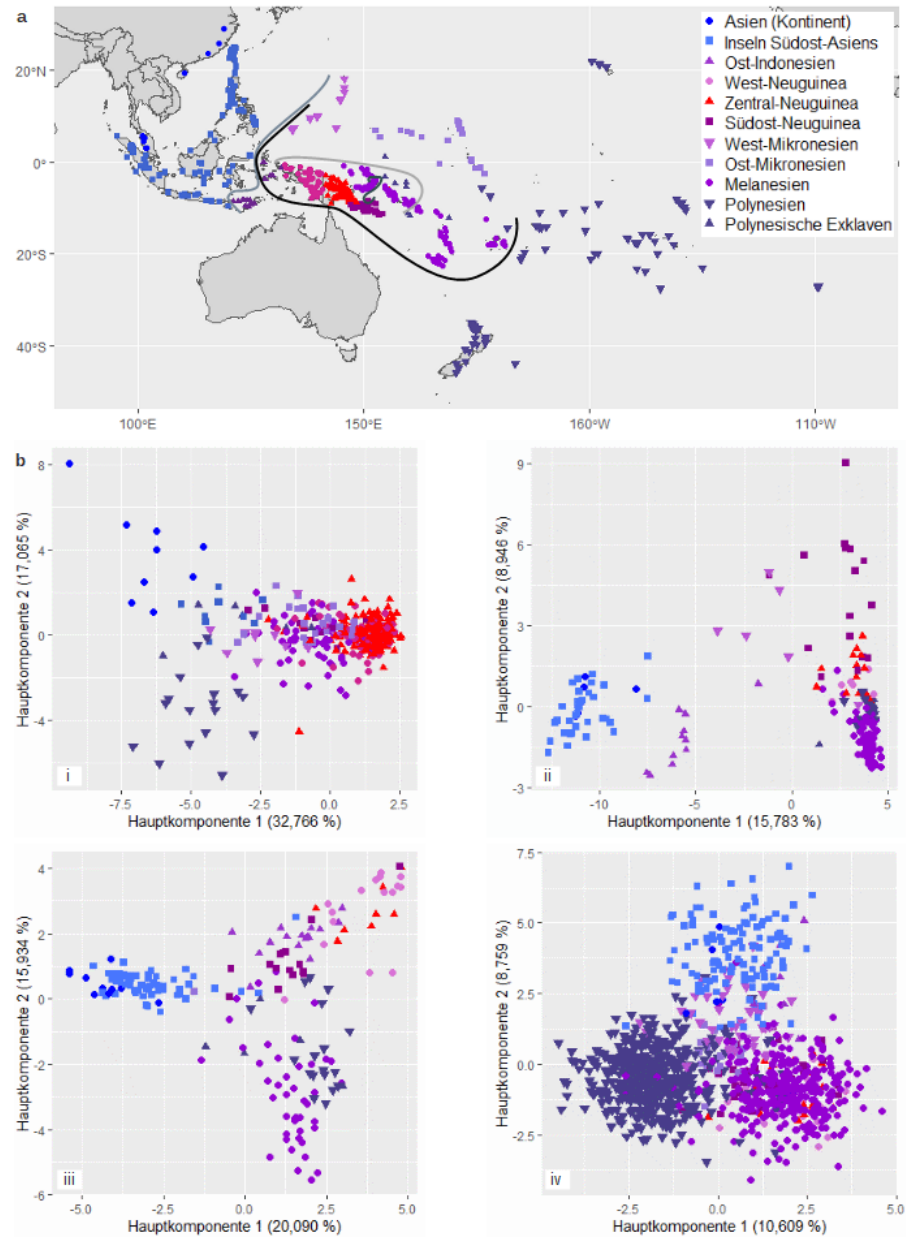 a
Asien (Kontinent)
Inseln Südost-Asiens
Ost-Indonesien
West-Neuguinea
Zentral-Neuguinea
Südost-Neuguinea
West-Mikronesien
Ost-Mikronesien
Melanesien
Polynesien
Polynesische Exklaven
20°N
0°
20°S
40°S
100°E 150°E 160°W 110°W
b
Hauptkomponente 2 (17,065 %)
8
4
0
-4
i
-7.5 -5.0 -2.5 0.0 2.5
Hauptkomponente 1 (32,766 %)
Hauptkomponente 2 (8,946 %)
9
6
3
0
-3
ii
-10 -5 0 5
Hauptkomponente 1 (15,783 %)
Hauptkomponente 2 (15,934 %)
4
2
0
-2
-4
-6
iii
-5.0 -2.5 0.0 2.5 5.0
Hauptkomponente 1 (20,090 %)
Hauptkomponente 2 (8,759 %)
7.5
5.0
2.5
0.0
-2.5
iv
-2.5 0.0 2.5 5.0
Hauptkomponente 1 (10,609 %)